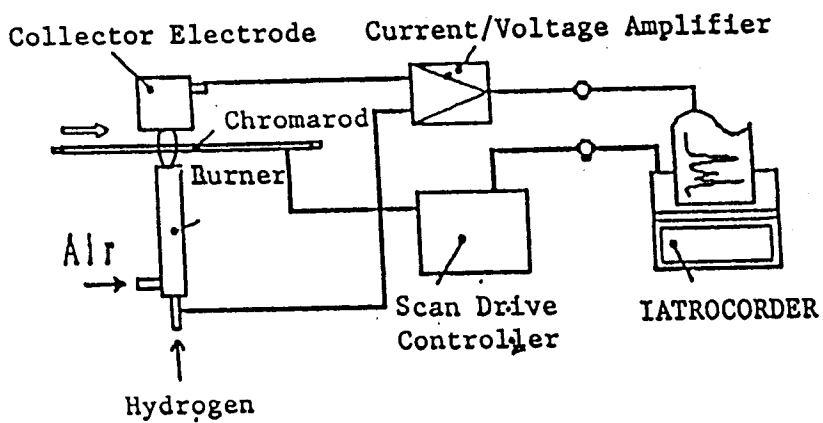 Collector Electrode
Current/Voltage Amplifier
Chromarod
Burner
Air
Scan Drive
Controller
IATROCORDER
Hydrogen